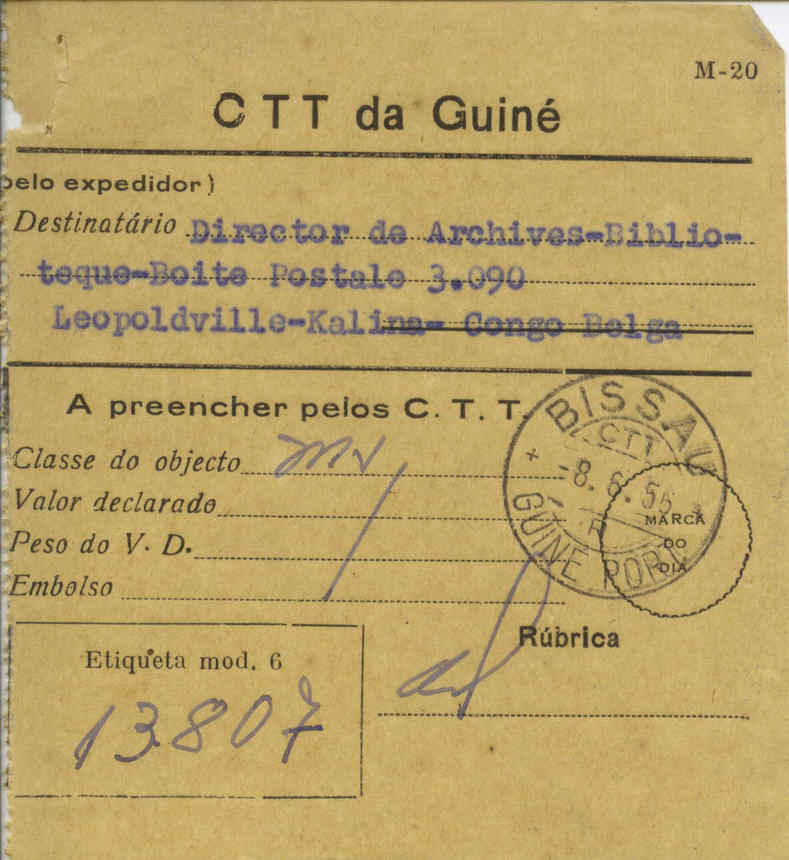 M-20
CTT da Guiné
pelo expedidor)
Destinatário Director de Archives-Biblio-
teque-Boite Postale 3.090
Leopoldville-Kalina- Congo Belga
A preencher pelos C. T. T.
BISSAU
CTT
-8. 6. 55
GUINÉ PORT.
MARCA
DO
DIA
Classe do objecto
Valor declarado
Peso do V. D.
Embolso
Rúbrica
Etiqueta mod. 6
13807